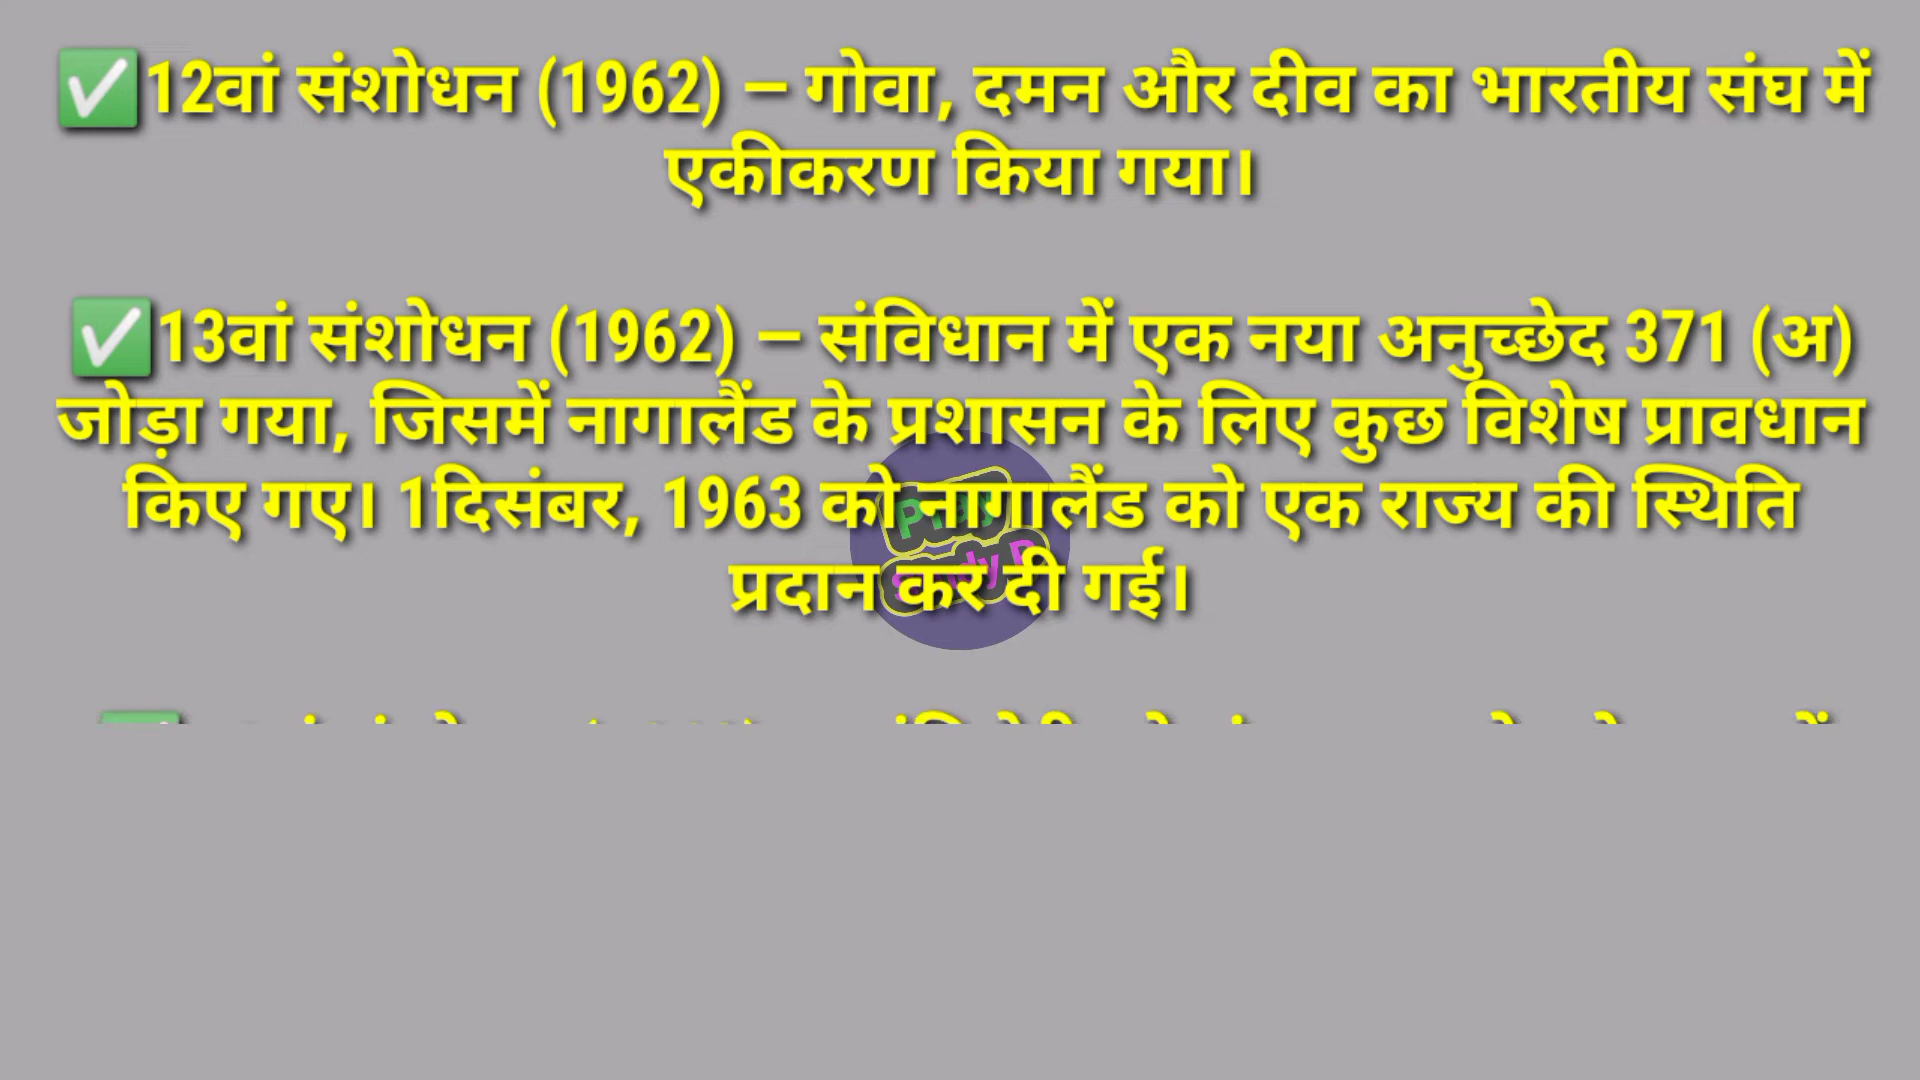 ✅12वां संशोधन (1962) – गोवा, दमन और दीव का भारतीय संघ में
एकीकरण किया गया।
✅13वां संशोधन (1962) – संविधान में एक नया अनुच्छेद 371 (अ)
जोड़ा गया, जिसमें नागालैंड के प्रशासन के लिए कुछ विशेष प्रावधान
किए गए। 1दिसंबर, 1963 को नागालैंड को एक राज्य की स्थिति
प्रदान कर दी गई।